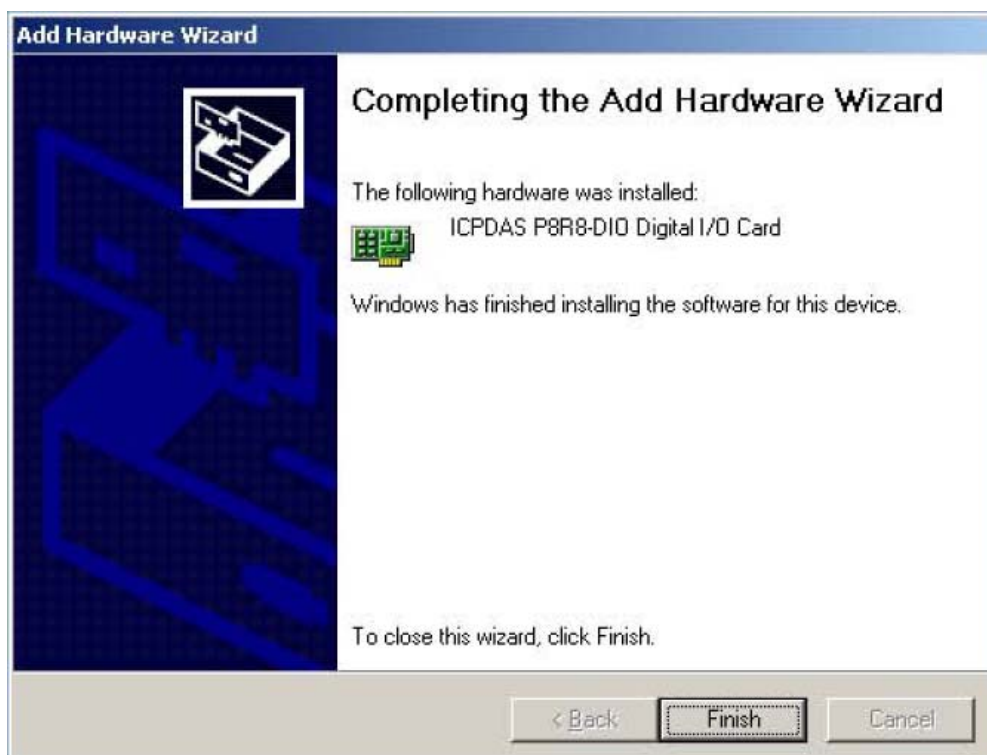 Add Hardware Wizard
Completing the Add Hardware Wizard
The following hardware was installed:
ICPDAS P8R8-DIO Digital I/O Card
Windows has finished installing the software for this device.
To close this wizard, click Finish.
< Back
Finish
Cancel